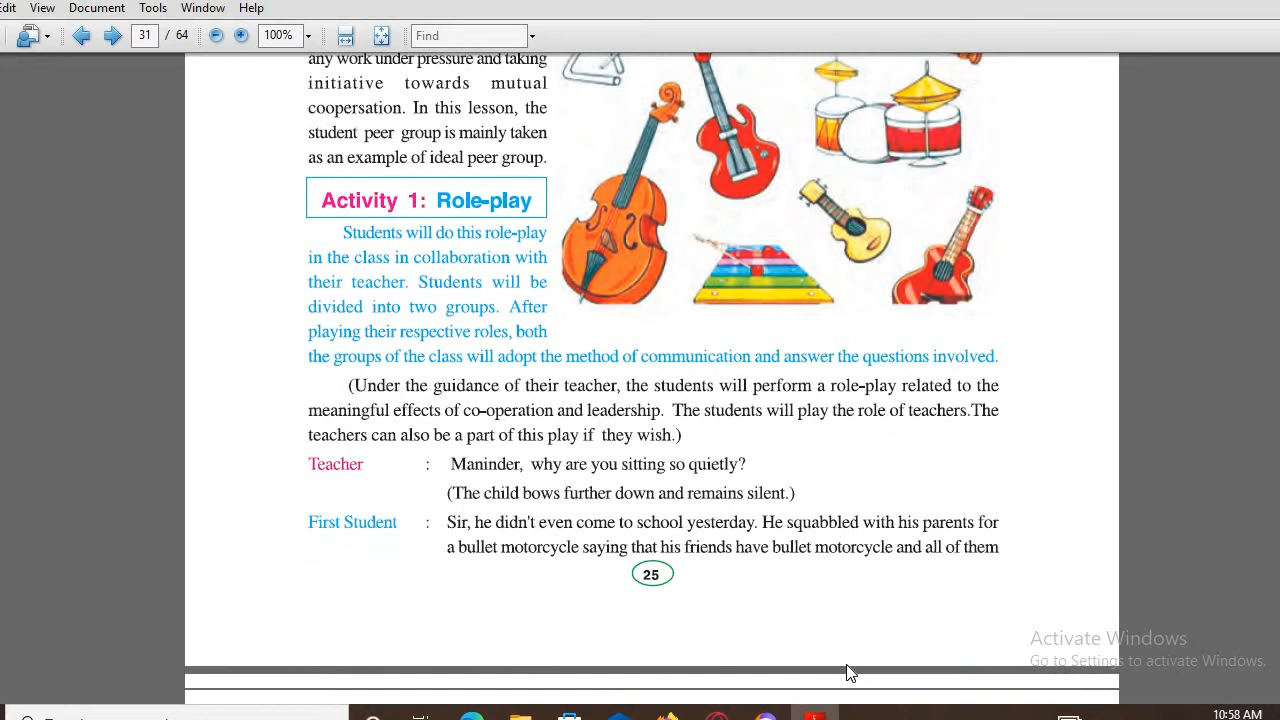 Edit View Document Tools Window Help
31 / 64 100% Find
any work under pressure and taking
initiative towards mutual
coopersation. In this lesson, the
student peer group is mainly taken
as an example of ideal peer group.
Activity 1: Role-play
Students will do this role-play
in the class in collaboration with
their teacher. Students will be
divided into two groups. After
playing their respective roles, both
the groups of the class will adopt the method of communication and answer the questions involved.
(Under the guidance of their teacher, the students will perform a role-play related to the
meaningful effects of co-operation and leadership. The students will play the role of teachers.The
teachers can also be a part of this play if they wish.)
Teacher : Maninder, why are you sitting so quietly?
(The child bows further down and remains silent.)
First Student : Sir, he didn't even come to school yesterday. He squabbled with his parents for
a bullet motorcycle saying that his friends have bullet motorcycle and all of them
25
Activate Windows
Go to Settings to activate Windows.
10:58 AM